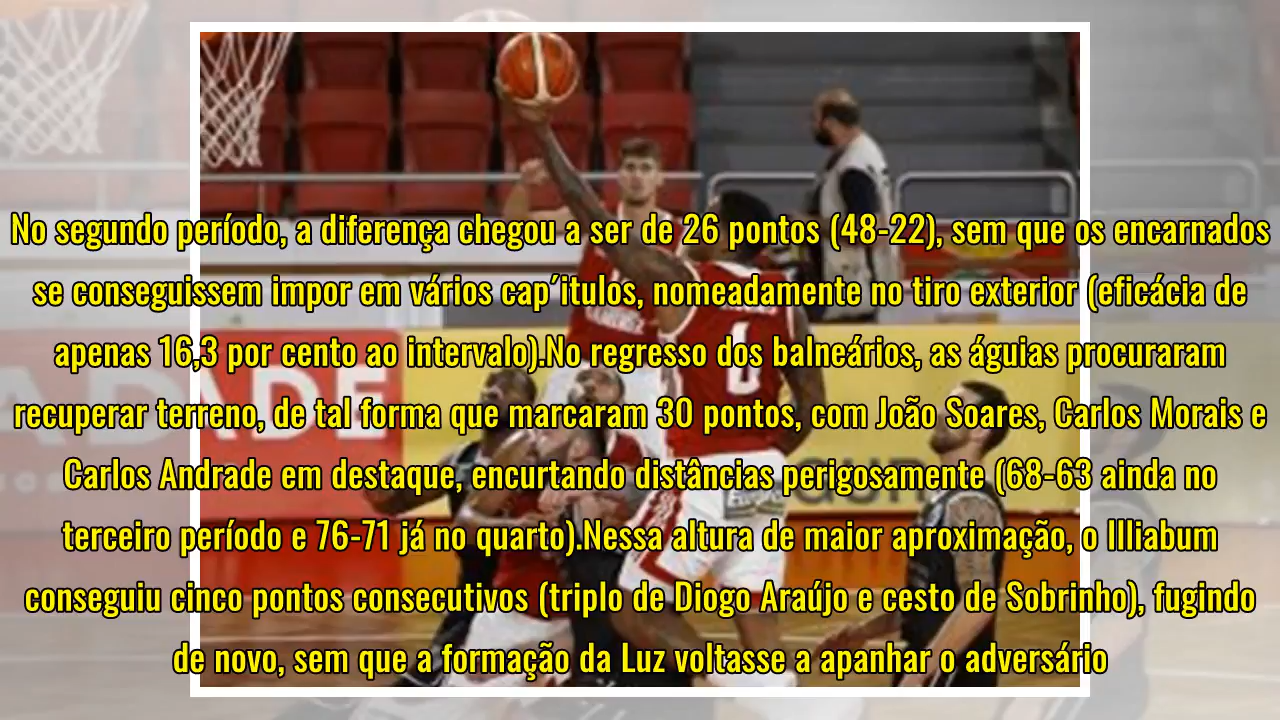 No segundo período, a diferença chegou a ser de 26 pontos (48-22), sem que os encarnados
se conseguissem impor em vários cap´itulos, nomeadamente no tiro exterior (eficácia de
apenas 16,3 por cento ao intervalo).No regresso dos balneários, as águias procuraram
recuperar terreno, de tal forma que marcaram 30 pontos, com João Soares, Carlos Morais e
Carlos Andrade em destaque, encurtando distâncias perigosamente (68-63 ainda no
terceiro período e 76-71 já no quarto).Nessa altura de maior aproximação, o Illiabum
conseguiu cinco pontos consecutivos (triplo de Diogo Araújo e cesto de Sobrinho), fugindo
de novo, sem que a formação da Luz voltasse a apanhar o adversário